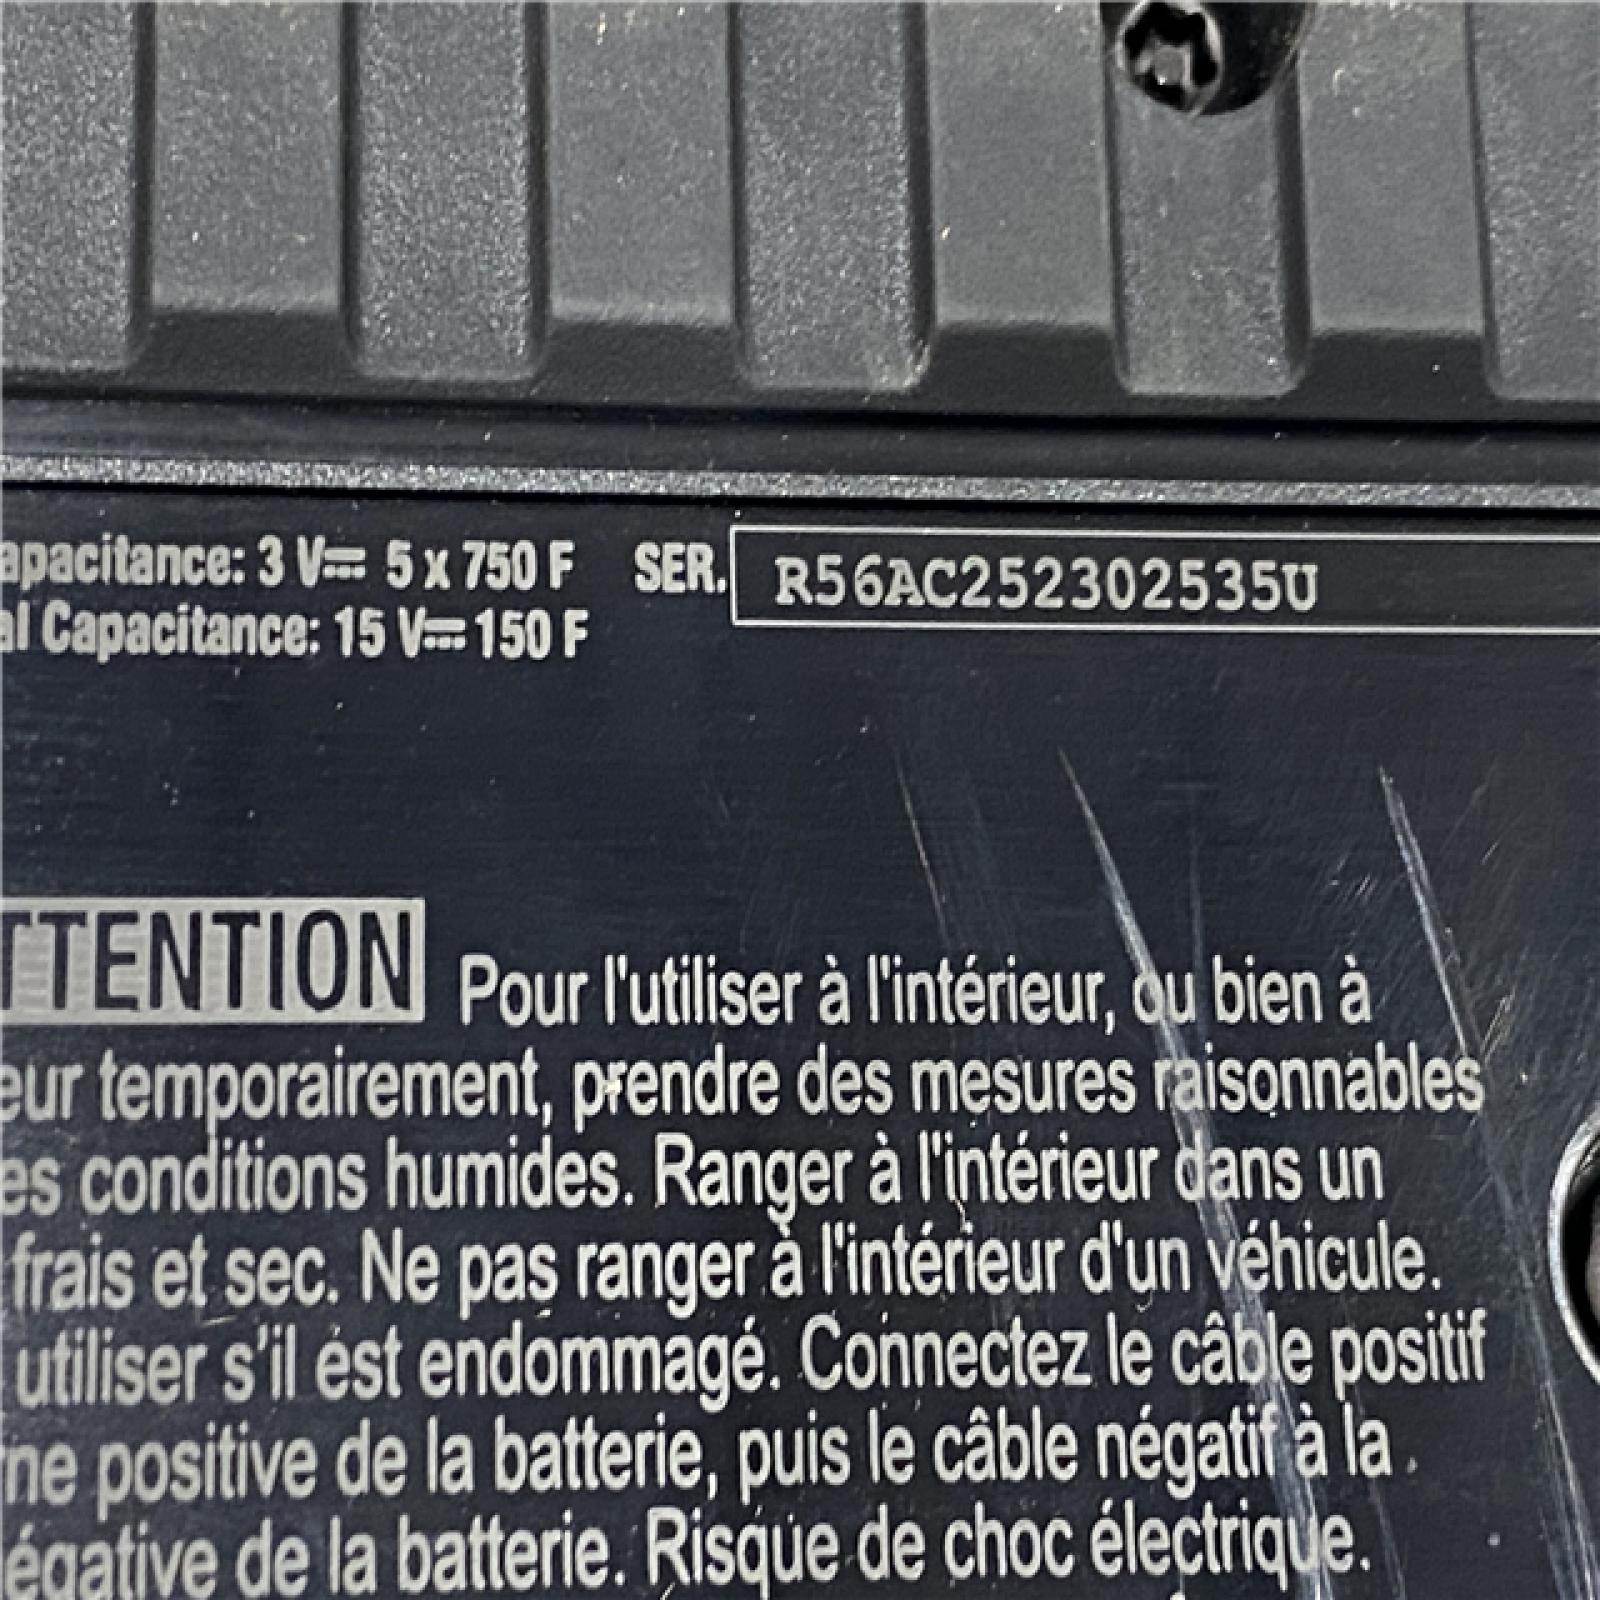 apacitance: 3 V⎓ 5 x 750 F SER. R56AC252302535U
al Capacitance: 15 V⎓ 150 F
TTENTION Pour l'utiliser à l'intérieur, ou bien à
eur temporairement, prendre des mesures raisonnables
es conditions humides. Ranger à l'intérieur dans un
frais et sec. Ne pas ranger à l'intérieur d'un véhicule.
utiliser s'il est endommagé. Connectez le câble positif
ne positive de la batterie, puis le câble négatif à la
égative de la batterie. Risque de choc électrique.